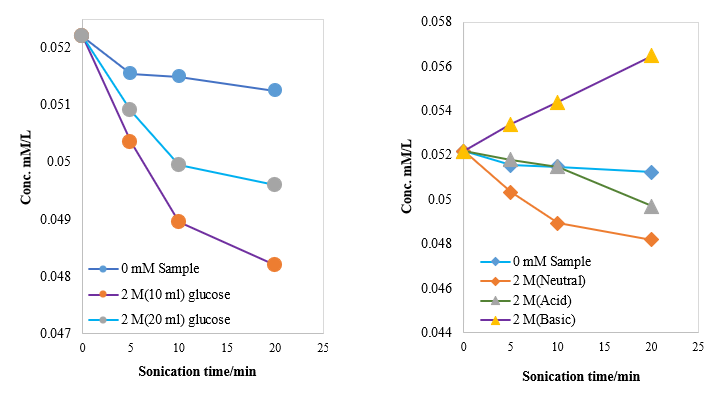 0.052
0.051
0.05
0.049
0.048
0.047
Conc. mM/L
0 mM Sample
2 M(10 ml) glucose
2 M(20 ml) glucose
0
5
10
15
20
25
Sonication time/min
0.058
0.056
0.054
0.052
0.05
0.048
0.046
0.044
Conc. mM/L
0 mM Sample
2 M(Neutral)
2 M(Acid)
2 M(Basic)
0
5
10
15
20
25
Sonication time/min